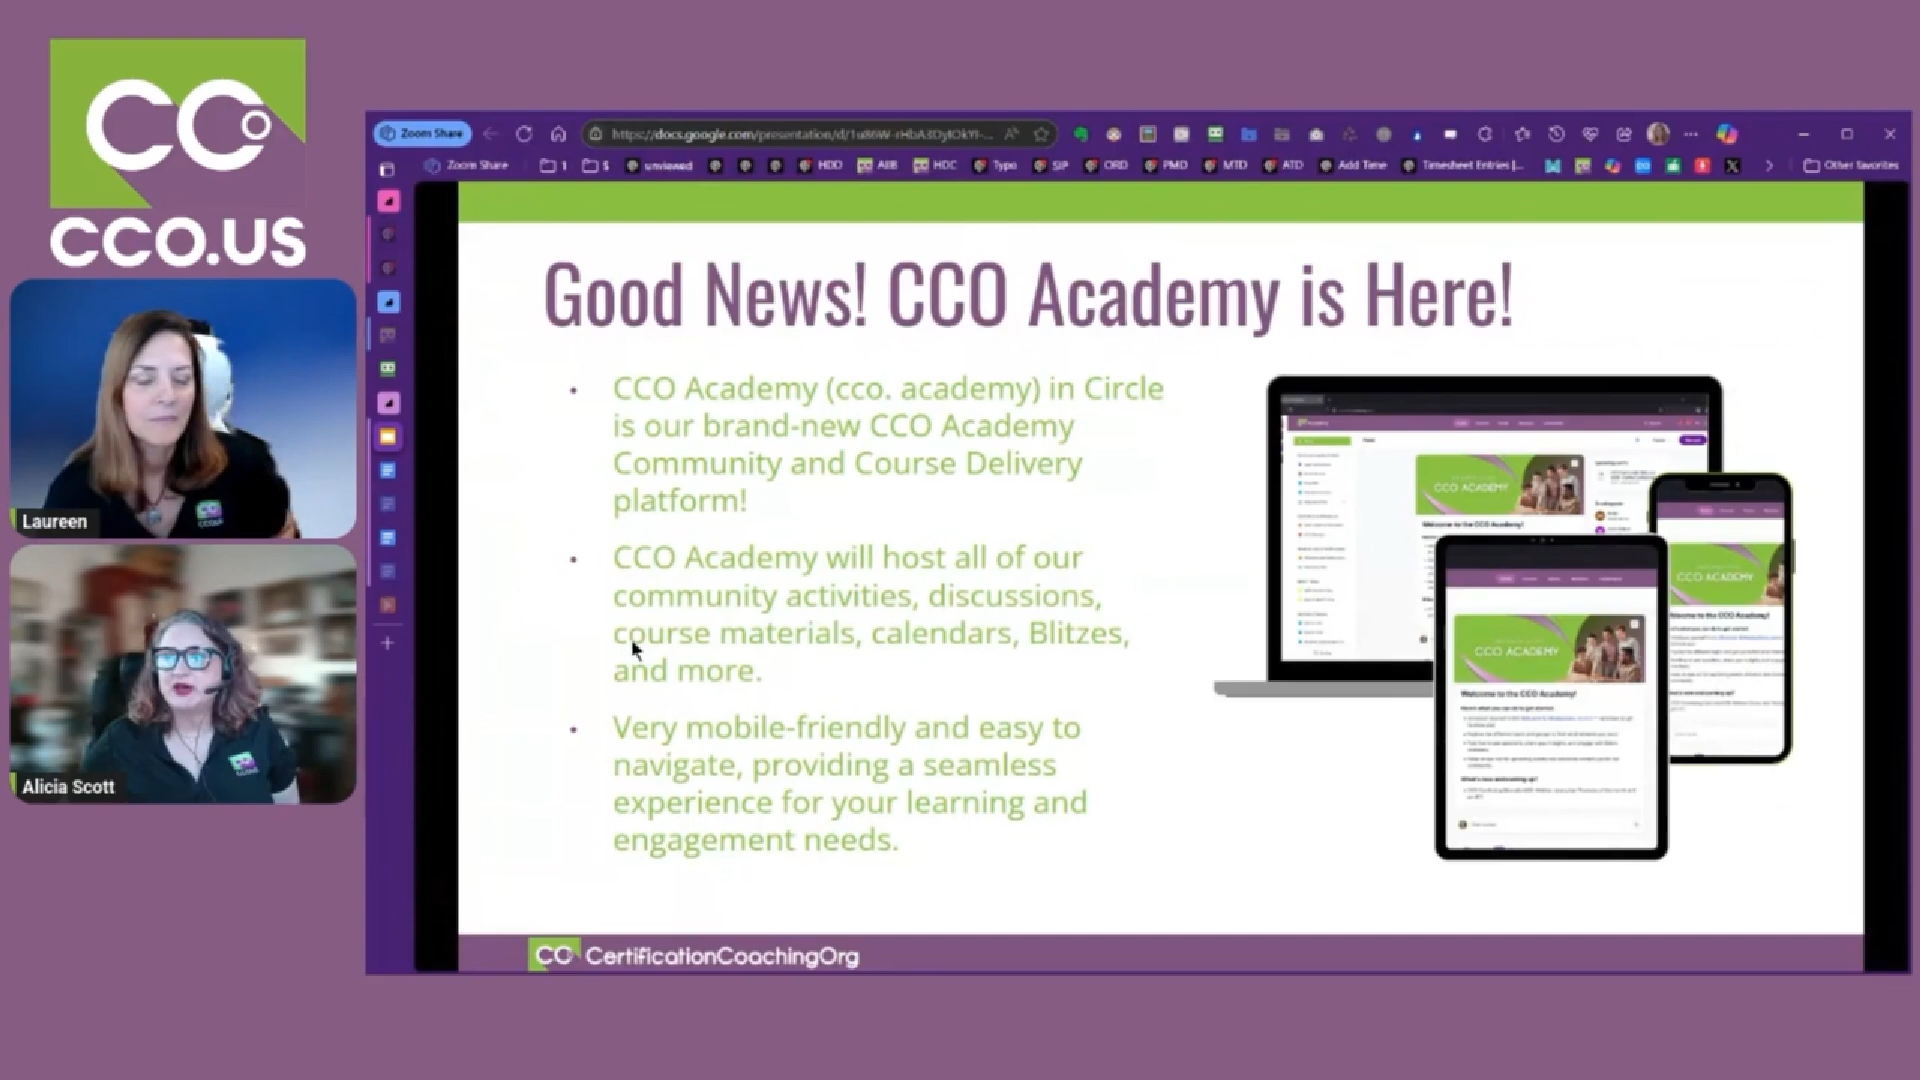 CCO
CCO.US
Laureen
Alicia Scott
Zoom Share
Zoom Share
1
$
unviewed
HDD
ABB
HDC
Typo
SIP
ORD
PMD
MTD
ATD
Add Time
Timesheet Entries |...
Other favorites
Good News! CCO Academy is Here!
• CCO Academy (cco. academy) in Circle
is our brand-new CCO Academy
Community and Course Delivery
platform!
• CCO Academy will host all of our
community activities, discussions,
course materials, calendars, Blitzes,
and more.
• Very mobile-friendly and easy to
navigate, providing a seamless
experience for your learning and
engagement needs.
CCO ACADEMY
Welcome to the CCO Academy!
CCO ACADEMY
CCO ACADEMY
Welcome to the CCO Academy!
CertificationCoachingOrg